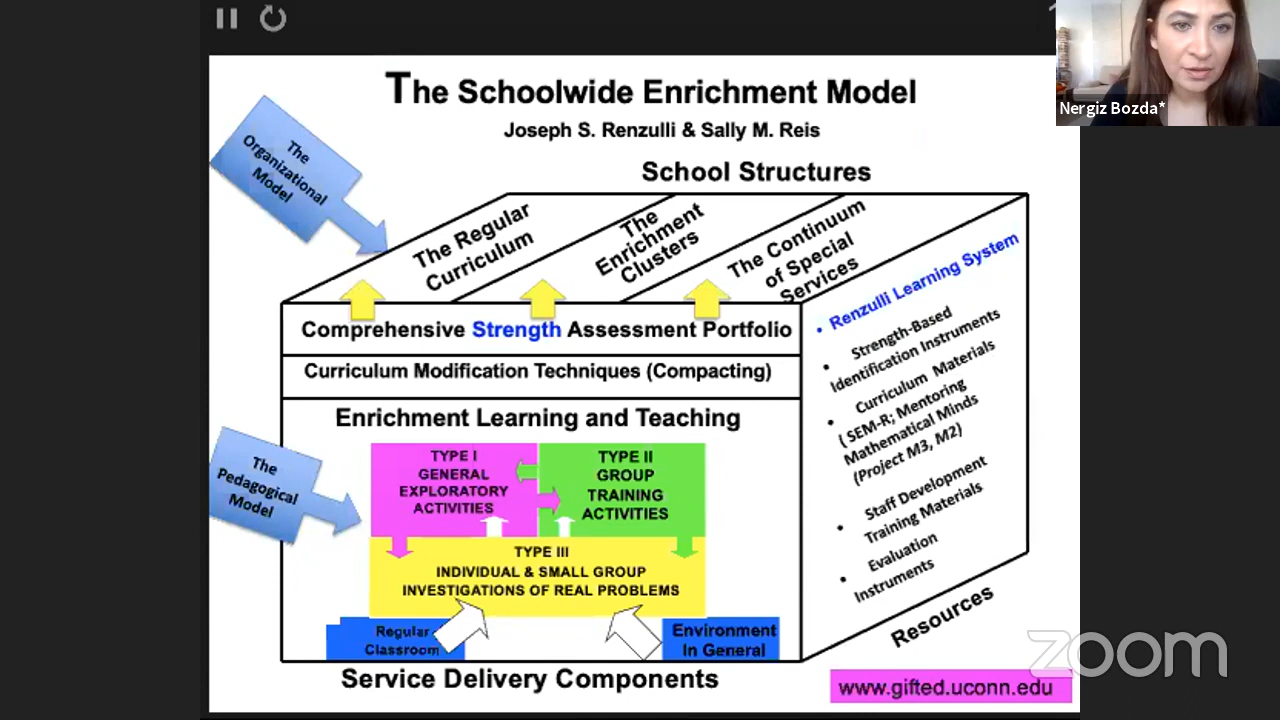 The Schoolwide Enrichment Model
Joseph S. Renzulli & Sally M. Reis
Nergiz Bozda*
The
Organizational
Model
School Structures
The Regular
Curriculum
The
Enrichment
Clusters
The Continuum
of Special
Services
Comprehensive Strength Assessment Portfolio
Curriculum Modification Techniques (Compacting)
Enrichment Learning and Teaching
The
Pedagogical
Model
TYPE I
GENERAL
EXPLORATORY
ACTIVITIES
TYPE II
GROUP
TRAINING
ACTIVITIES
TYPE III
INDIVIDUAL & SMALL GROUP
INVESTIGATIONS OF REAL PROBLEMS
Regular
Classroom
Environment
In General
Service Delivery Components
• Renzulli Learning System
• Strength-Based
Identification Instruments
• Curriculum Materials
( SEM-R; Mentoring
Mathematical Minds
(Project M3, M2)
• Staff Development
Training Materials
• Evaluation
Instruments
Resources
www.gifted.uconn.edu
zoom